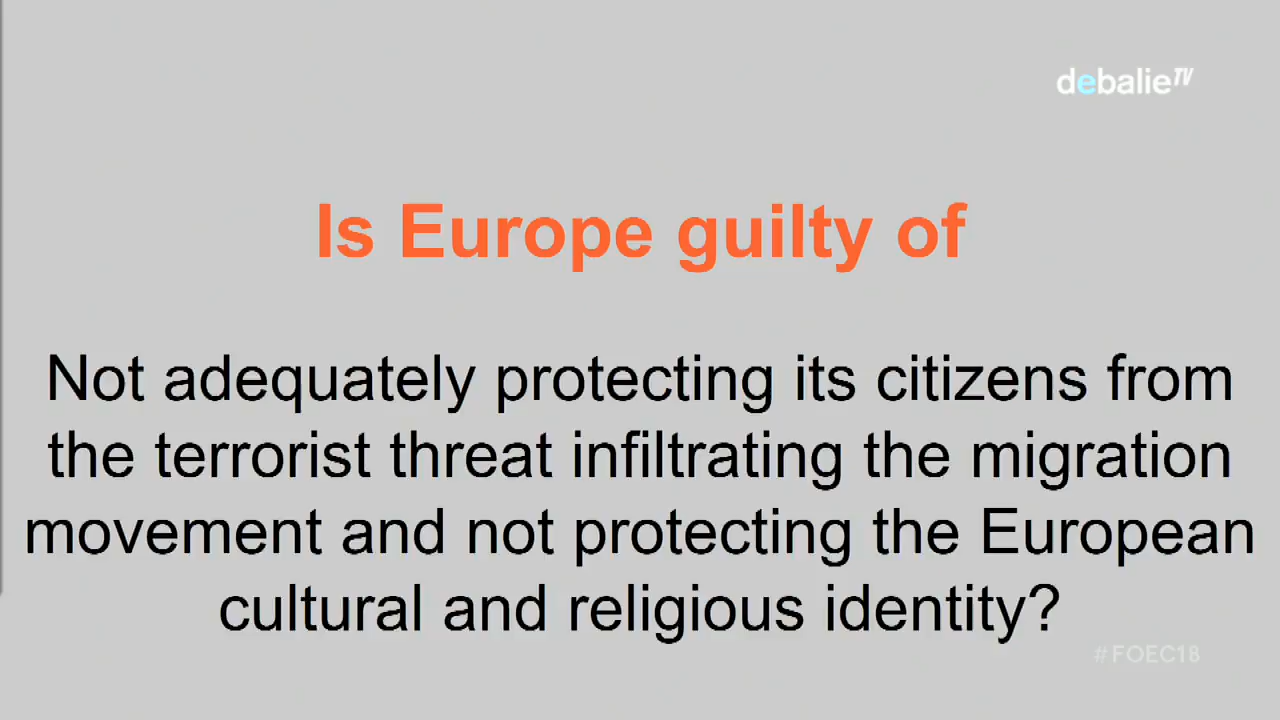 debalieTV
Is Europe guilty of
Not adequately protecting its citizens from
the terrorist threat infiltrating the migration
movement and not protecting the European
cultural and religious identity?
#FOEC18